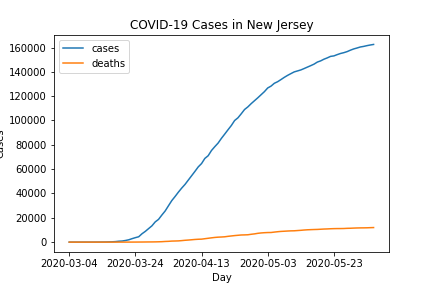 COVID-19 Cases in New Jersey
160000
140000
120000
100000
80000
60000
40000
20000
0
cases
deaths
cases
2020-03-04 2020-03-24 2020-04-13 2020-05-03 2020-05-23
Day